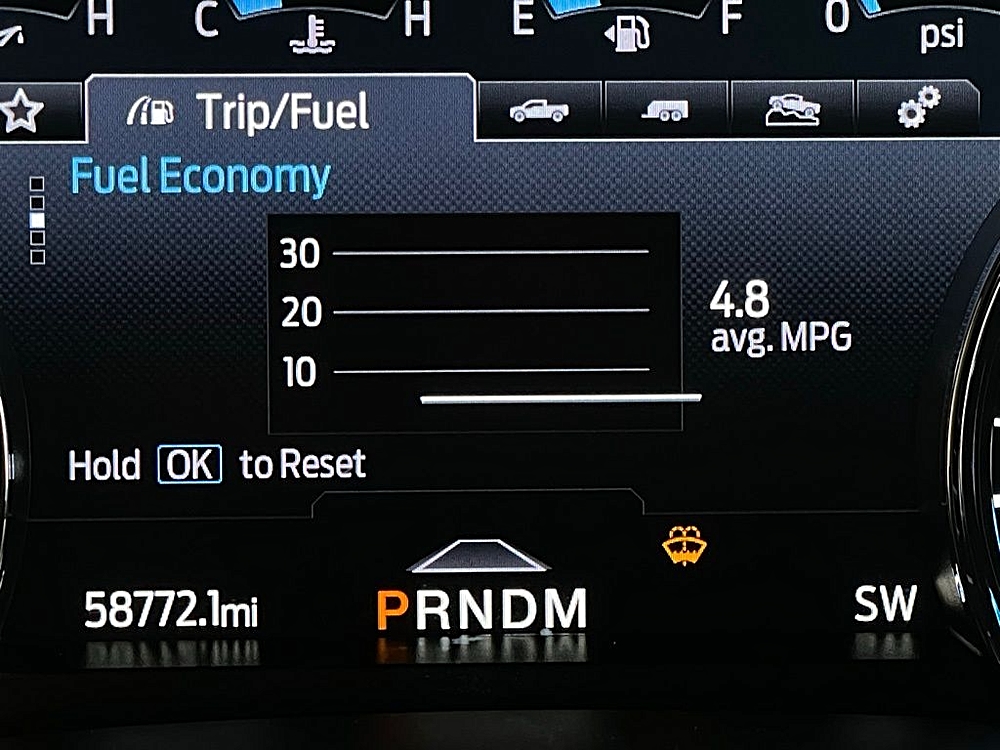 H C H E F 0 psi
Trip/Fuel
Fuel Economy
30
20
10
4.8
avg. MPG
Hold OK to Reset
58772.1mi PRNDM SW